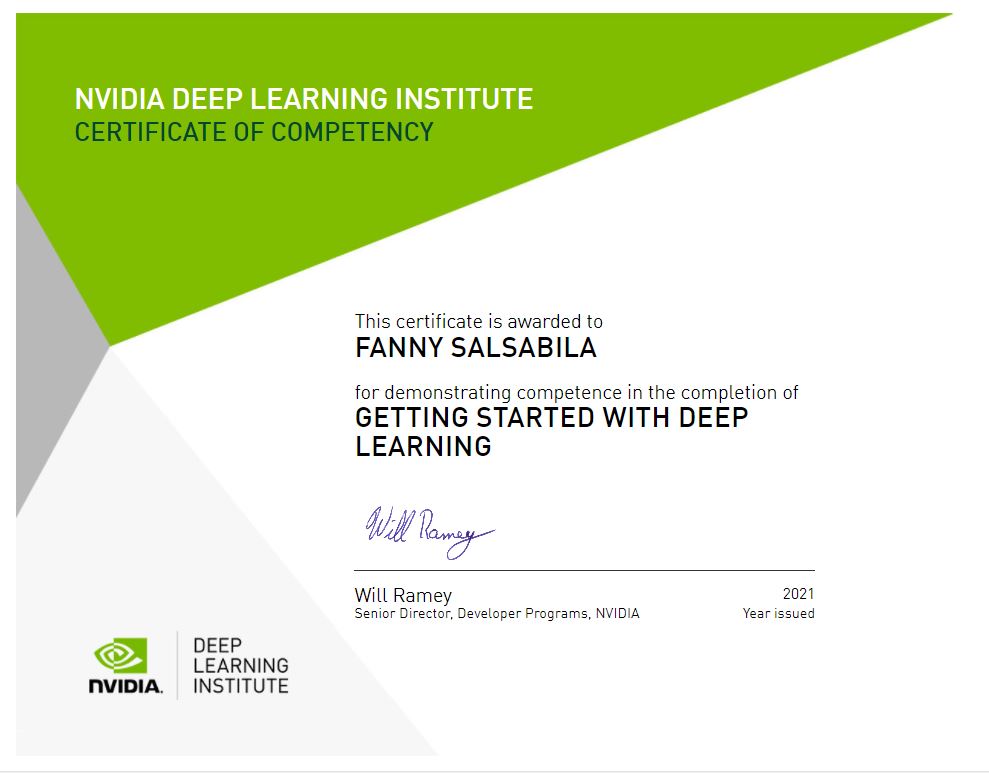 NVIDIA DEEP LEARNING INSTITUTE
CERTIFICATE OF COMPETENCY
This certificate is awarded to
FANNY SALSABILA
for demonstrating competence in the completion of
GETTING STARTED WITH DEEP
LEARNING
Will Ramey
Will Ramey
2021
Senior Director, Developer Programs, NVIDIA
Year issued
NVIDIA.
DEEP
LEARNING
INSTITUTE